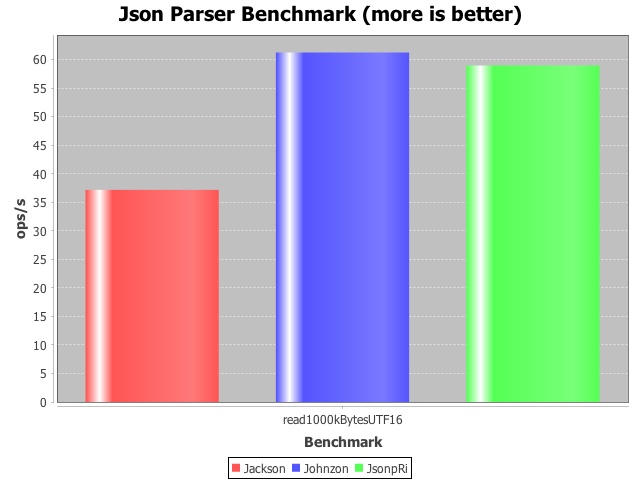 Json Parser Benchmark (more is better)
60
55
50
45
40
35
30
25
20
15
10
5
0
ops/s
read1000kBytesUTF16
Benchmark
Jackson Johnzon JsonpRi